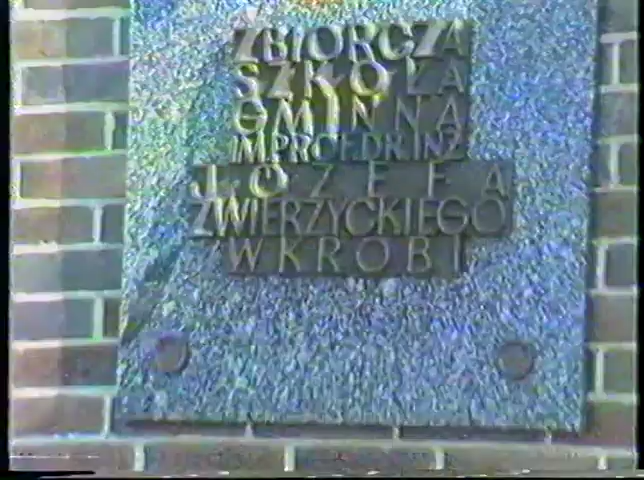 ZBIORCZA
SZKOŁA
GMINNA
IM. PROF. DR. INŻ.
JÓZEFA
ZWIERZYCKIEGO
W KROBI